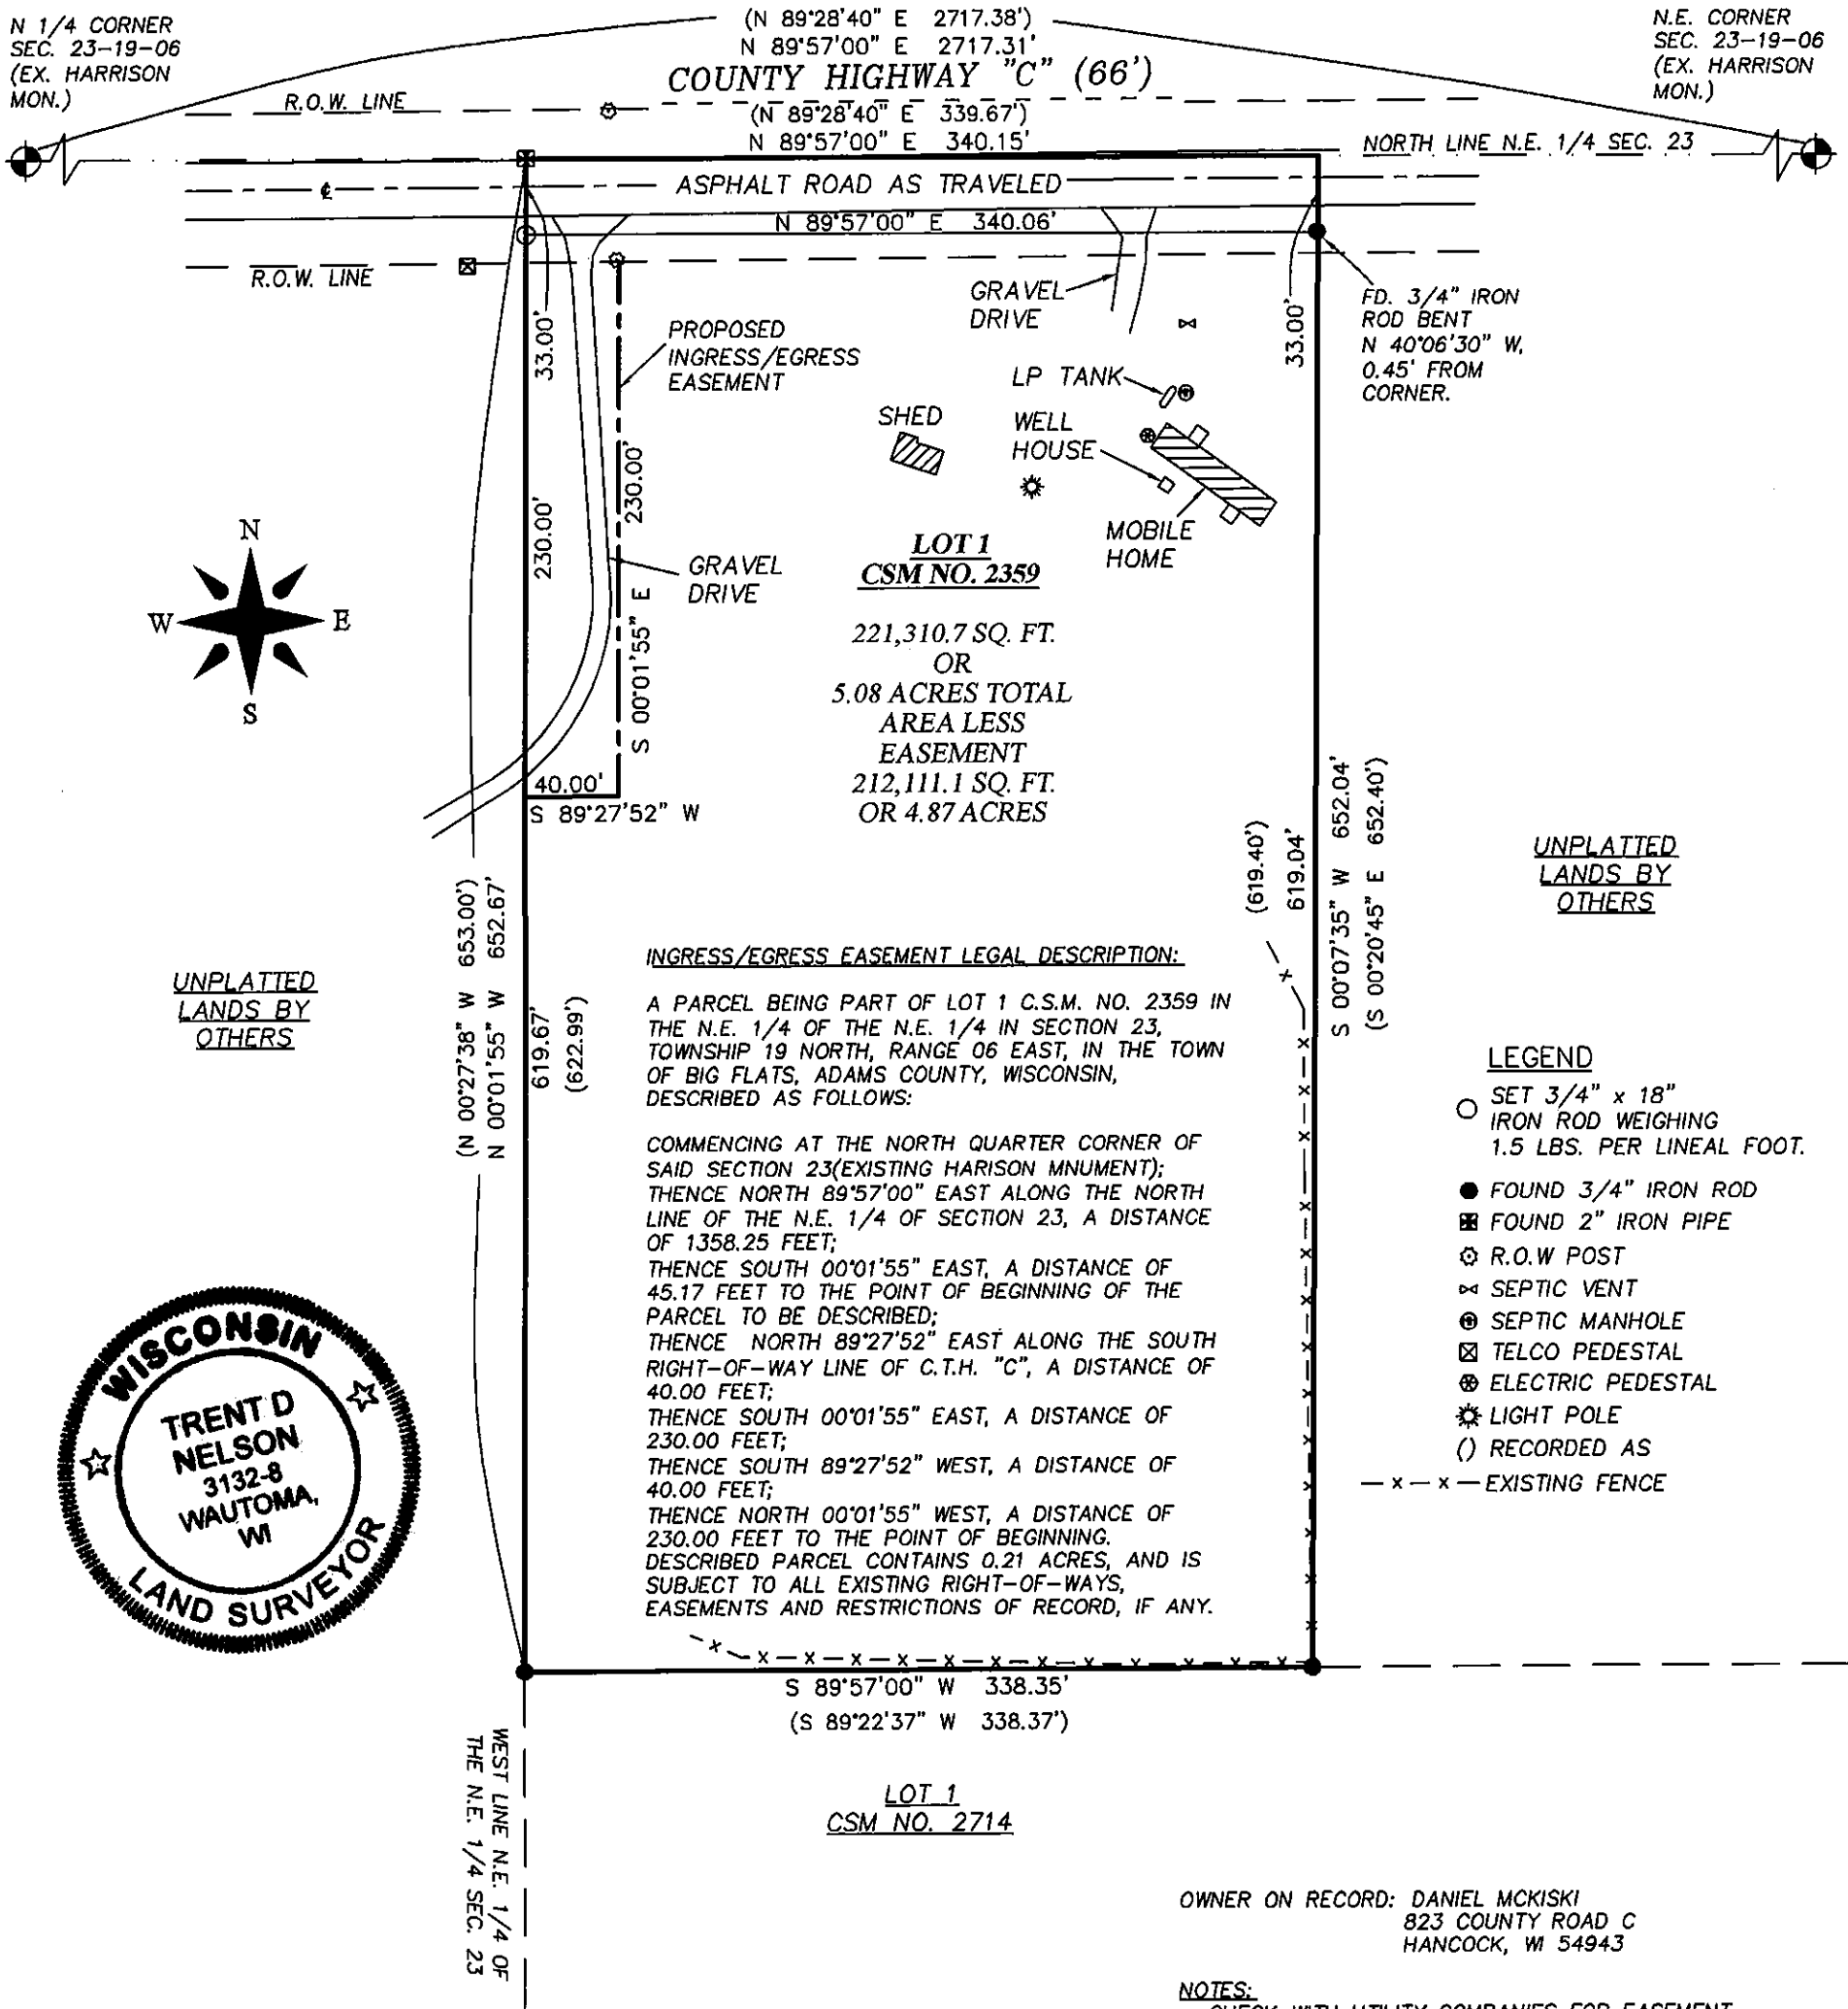 N 1/4 CORNER
SEC. 23-19-06
(EX. HARRISON
MON.)
(N 89°28'40" E 2717.38')
N 89°57'00" E 2717.31'
COUNTY HIGHWAY "C" (66')
N.E. CORNER
SEC. 23-19-06
(EX. HARRISON
MON.)
R.O.W. LINE
(N 89°28'40" E 339.67')
N 89°57'00" E 340.15'
NORTH LINE N.E. 1/4 SEC. 23
ASPHALT ROAD AS TRAVELED
N 89°57'00" E 340.06'
R.O.W. LINE
33.00'
PROPOSED
INGRESS/EGRESS
EASEMENT
GRAVEL
DRIVE
33.00'
FD. 3/4" IRON
ROD BENT
N 40°06'30" W,
0.45' FROM
CORNER.
LP TANK
SHED
WELL
HOUSE
MOBILE
HOME
230.00'
230.00'
S 00°01'55" E
GRAVEL
DRIVE
N
W
E
S
LOT 1
CSM NO. 2359
221,310.7 SQ. FT.
OR
5.08 ACRES TOTAL
AREA LESS
EASEMENT
212,111.1 SQ. FT.
OR 4.87 ACRES
40.00'
S 89°27'52" W
(619.40')
619.04'
S 00°07'35" W 652.04'
(S 00°20'45" E 652.40')
UNPLATTED
LANDS BY
OTHERS
UNPLATTED
LANDS BY
OTHERS
(N 00°27'38" W 653.00')
N 00°01'55" W 652.67'
619.67'
(622.99')
INGRESS/EGRESS EASEMENT LEGAL DESCRIPTION:
A PARCEL BEING PART OF LOT 1 C.S.M. NO. 2359 IN
THE N.E. 1/4 OF THE N.E. 1/4 IN SECTION 23,
TOWNSHIP 19 NORTH, RANGE 06 EAST, IN THE TOWN
OF BIG FLATS, ADAMS COUNTY, WISCONSIN,
DESCRIBED AS FOLLOWS:
COMMENCING AT THE NORTH QUARTER CORNER OF
SAID SECTION 23(EXISTING HARISON MNUMENT);
THENCE NORTH 89°57'00" EAST ALONG THE NORTH
LINE OF THE N.E. 1/4 OF SECTION 23, A DISTANCE
OF 1358.25 FEET;
THENCE SOUTH 00°01'55" EAST, A DISTANCE OF
45.17 FEET TO THE POINT OF BEGINNING OF THE
PARCEL TO BE DESCRIBED;
THENCE NORTH 89°27'52" EAST ALONG THE SOUTH
RIGHT-OF-WAY LINE OF C.T.H. "C", A DISTANCE OF
40.00 FEET;
THENCE SOUTH 00°01'55" EAST, A DISTANCE OF
230.00 FEET;
THENCE SOUTH 89°27'52" WEST, A DISTANCE OF
40.00 FEET;
THENCE NORTH 00°01'55" WEST, A DISTANCE OF
230.00 FEET TO THE POINT OF BEGINNING.
DESCRIBED PARCEL CONTAINS 0.21 ACRES, AND IS
SUBJECT TO ALL EXISTING RIGHT-OF-WAYS,
EASEMENTS AND RESTRICTIONS OF RECORD, IF ANY.
LEGEND
SET 3/4" x 18"
IRON ROD WEIGHING
1.5 LBS. PER LINEAL FOOT.
FOUND 3/4" IRON ROD
FOUND 2" IRON PIPE
R.O.W POST
SEPTIC VENT
SEPTIC MANHOLE
TELCO PEDESTAL
ELECTRIC PEDESTAL
LIGHT POLE
() RECORDED AS
— x — x — EXISTING FENCE
WISCONSIN
TRENT D
NELSON
3132-8
WAUTOMA,
WI
LAND SURVEYOR
S 89°57'00" W 338.35'
(S 89°22'37" W 338.37')
WEST LINE N.E. 1/4 OF
THE N.E. 1/4 SEC. 23
LOT 1
CSM NO. 2714
OWNER ON RECORD: DANIEL MCKISKI
823 COUNTY ROAD C
HANCOCK, WI 54943
NOTES:
CHECK WITH UTILITY COMPANIES FOR EASEMENT